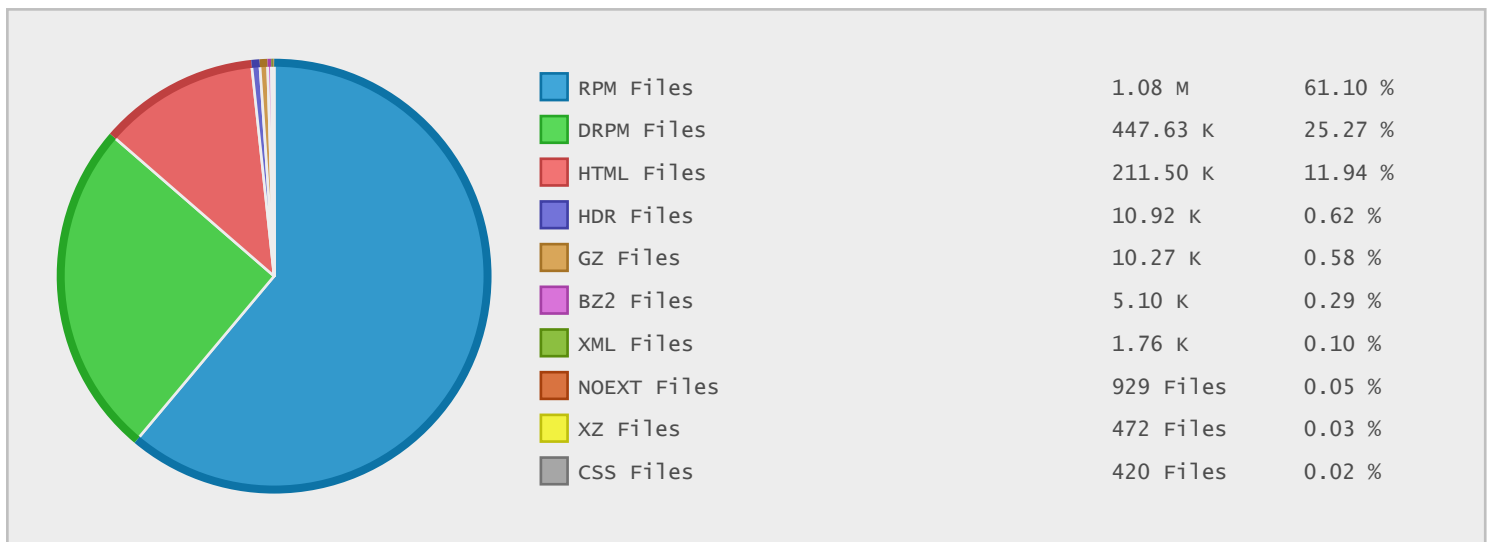 RPM Files 1.08 M 61.10 %
DRPM Files 447.63 K 25.27 %
HTML Files 211.50 K 11.94 %
HDR Files 10.92 K 0.62 %
GZ Files 10.27 K 0.58 %
BZ2 Files 5.10 K 0.29 %
XML Files 1.76 K 0.10 %
NOEXT Files 929 Files 0.05 %
XZ Files 472 Files 0.03 %
CSS Files 420 Files 0.02 %